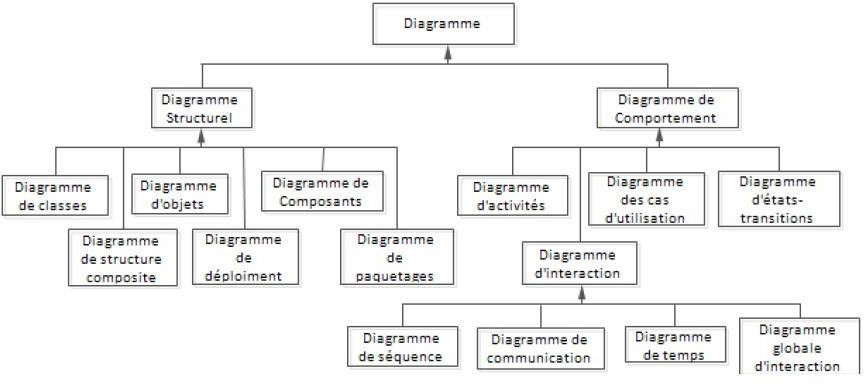 Diagramme
Diagramme
Structurel
Diagramme de
Comportement
Diagramme
de classes
Diagramme
d'objets
Diagramme de
Composants
Diagramme
d'activités
Diagramme
des cas
d'utilisation
Diagramme
d'états-
transitions
Diagramme
de structure
composite
Diagramme
de
déploiment
Diagramme
de
paquetages
Diagramme
d'interaction
Diagramme
de séquence
Diagramme de
communication
Diagramme
de temps
Diagramme
globale
d'interaction